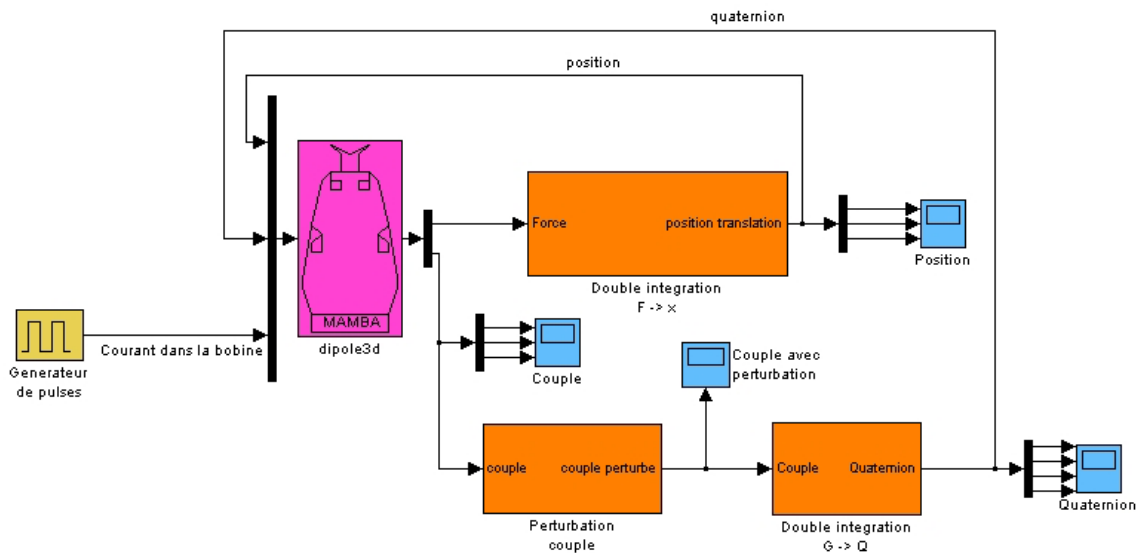 quaternion
position
Force
position translation
Position
Double integration
F -> x
MAMBA
dipole3d
Courant dans la bobine
Generateur
de pulses
Couple
Couple avec
perturbation
couple
couple perturbe
Perturbation
couple
Couple
Quaternion
Double integration
G -> Q
Quaternion